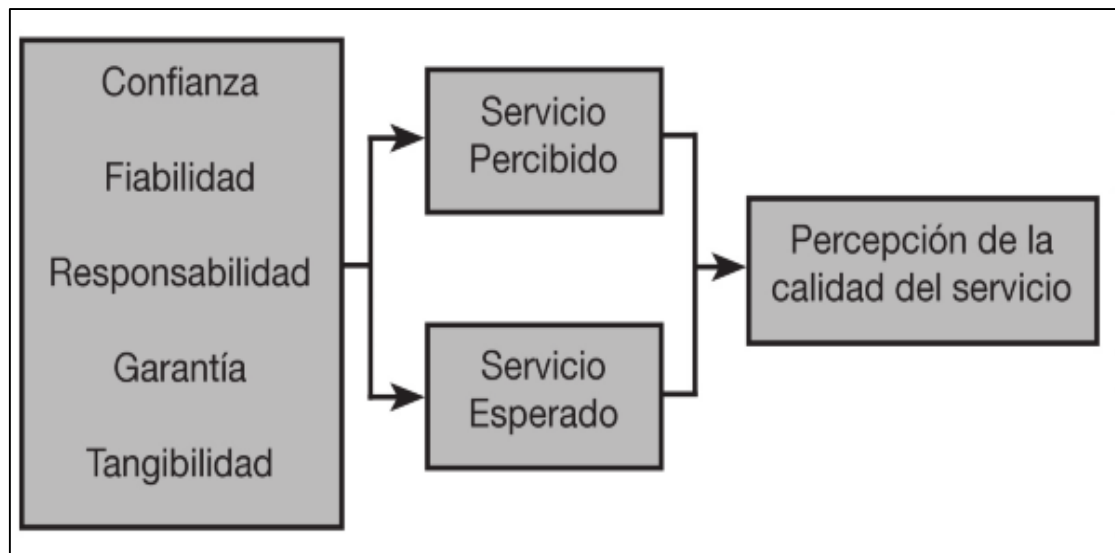 Confianza
Fiabilidad
Responsabilidad
Garantía
Tangibilidad
Servicio
Percibido
Servicio
Esperado
Percepción de la
calidad del servicio